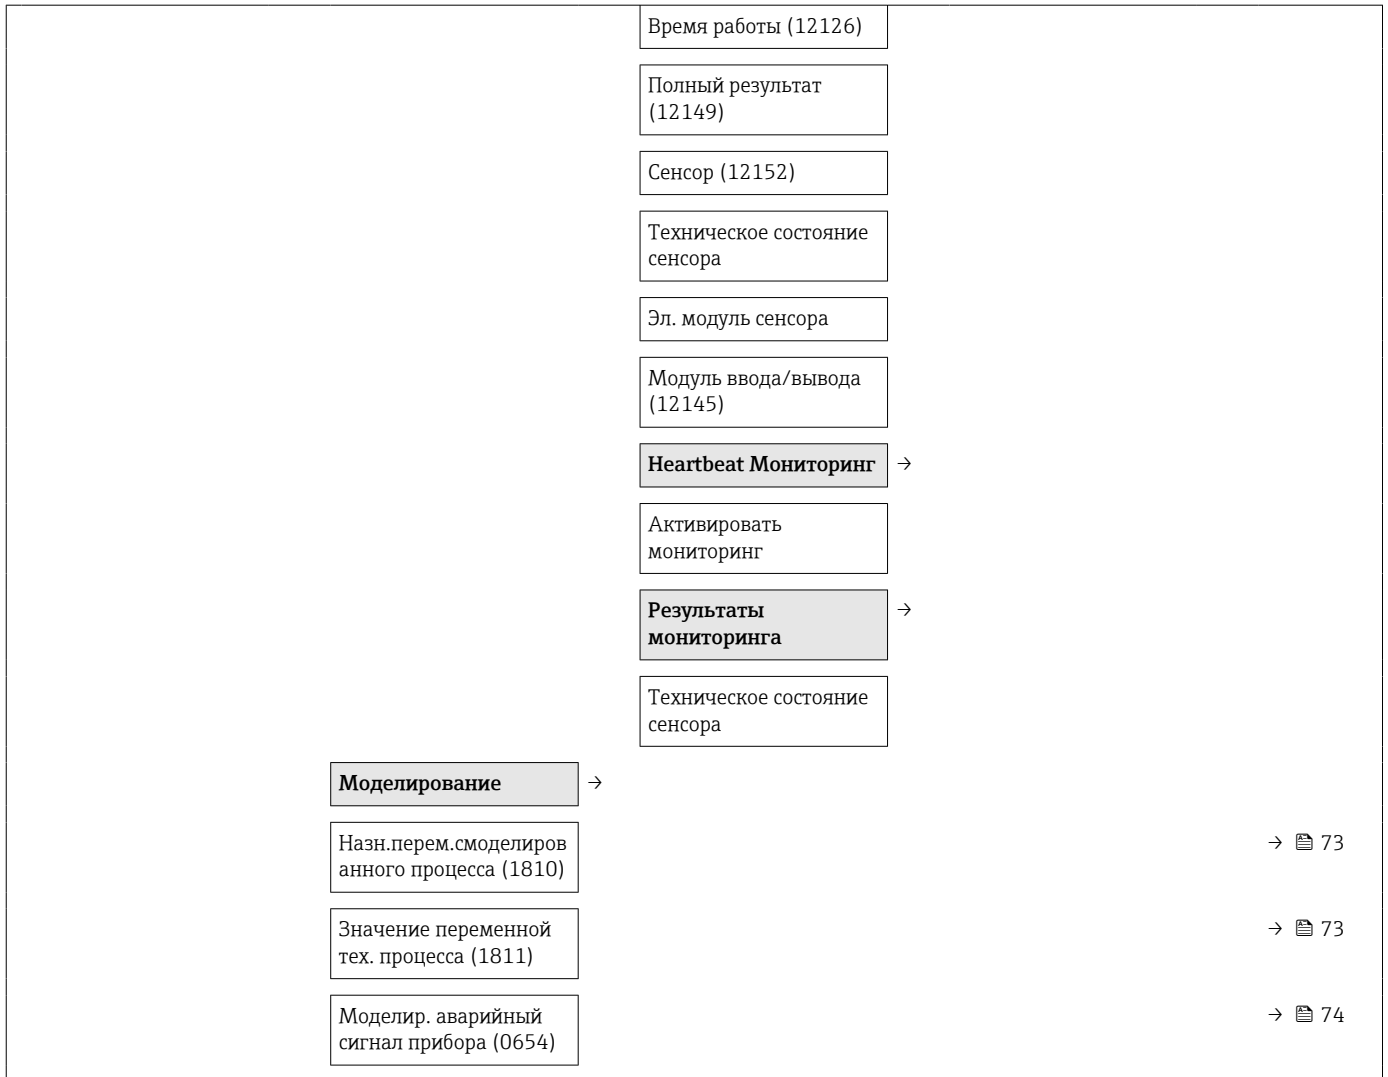 Время работы (12126)
Полный результат
(12149)
Сенсор (12152)
Техническое состояние
сенсора
Эл. модуль сенсора
Модуль ввода/вывода
(12145)
Heartbeat Мониторинг →
Активировать
мониторинг
Результаты →
мониторинга
Техническое состояние
сенсора
Моделирование →
Назн.перем.смоделиров → 73
анного процесса (1810)
Значение переменной → 73
тех. процесса (1811)
Моделир. аварийный → 74
сигнал прибора (0654)